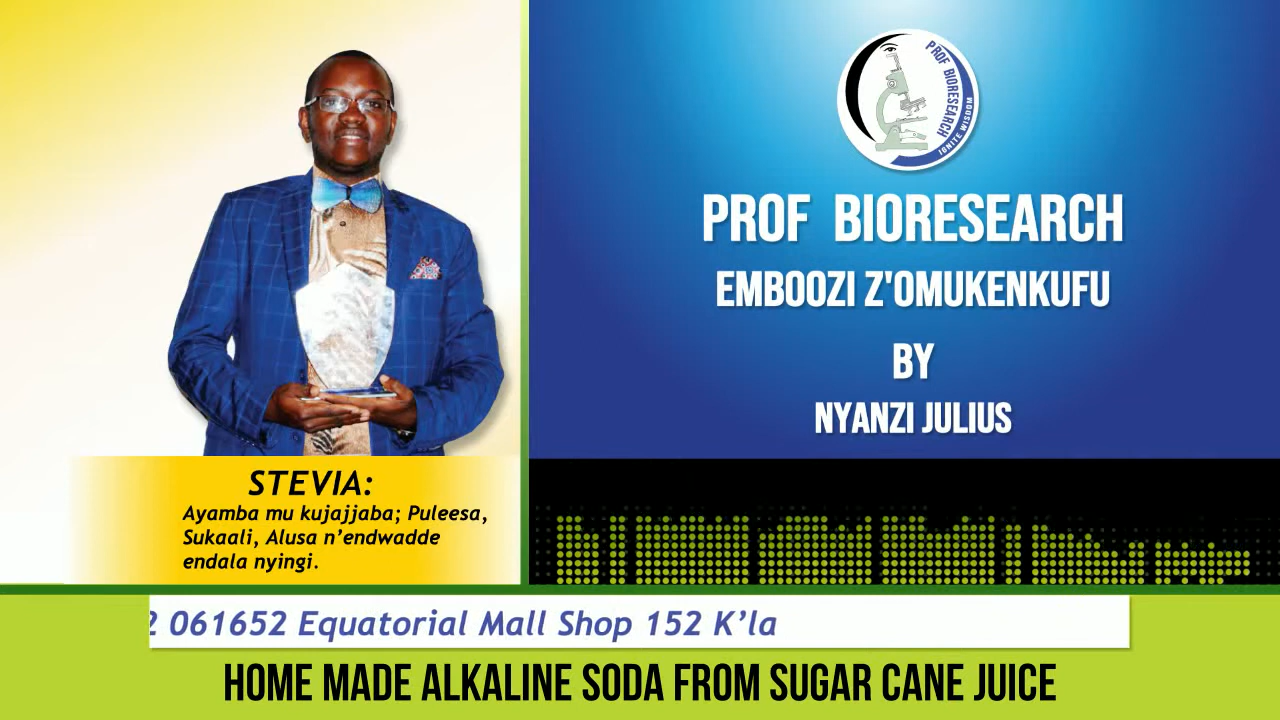 PROF BIORESEARCH
IGNITE WISDOM
PROF BIORESEARCH
EMBOOZI Z'OMUKENKUFU
BY
NYANZI JULIUS
STEVIA:
Ayamba mu kujajjaba; Puleesa,
Sukaali, Alusa n’endwadde
endala nyingi.
2 061652 Equatorial Mall Shop 152 K’la
HOME MADE ALKALINE SODA FROM SUGAR CANE JUICE